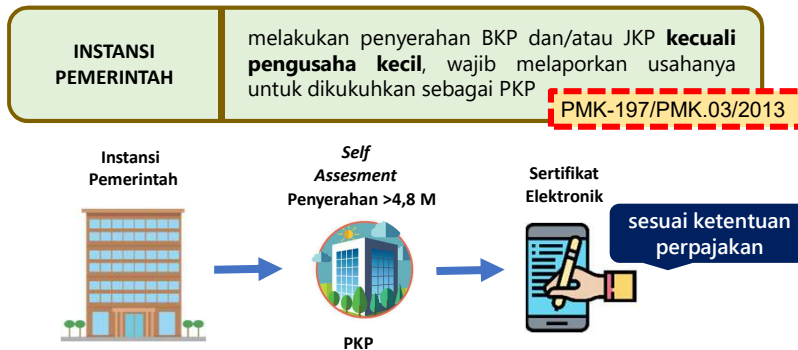 INSTANSI
PEMERINTAH
melakukan penyerahan BKP dan/atau JKP kecuali
pengusaha kecil, wajib melaporkan usahanya
untuk dikukuhkan sebagai PKP
PMK-197/PMK.03/2013
Instansi
Pemerintah
Self
Assesment
Penyerahan >4,8 M
PKP
Sertifikat
Elektronik
sesuai ketentuan
perpajakan